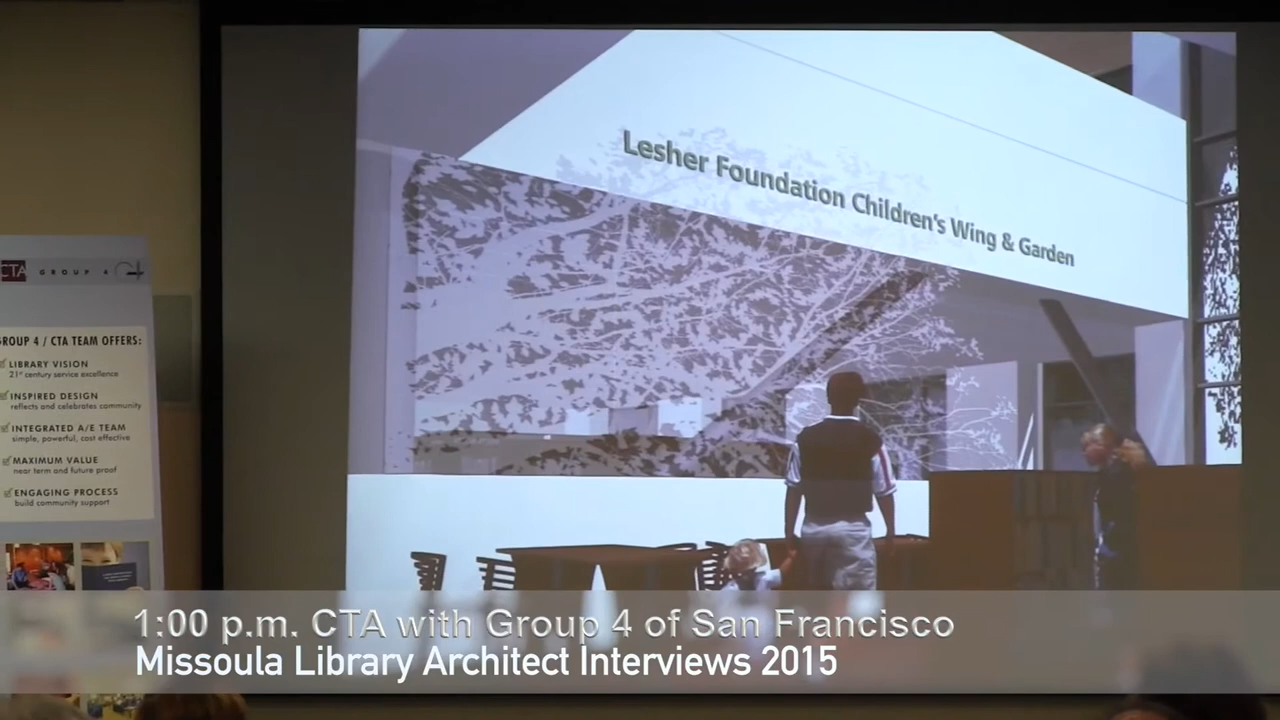 Lesher Foundation Children's Wing & Garden
CTA GROUP 4
GROUP 4 / CTA TEAM OFFERS:
LIBRARY VISION
21st century service excellence
INSPIRED DESIGN
reflects and celebrates community
INTEGRATED A/E TEAM
simple, powerful, cost effective
MAXIMUM VALUE
near term and future proof
ENGAGING PROCESS
build community support
1:00 p.m. CTA with Group 4 of San Francisco
Missoula Library Architect Interviews 2015